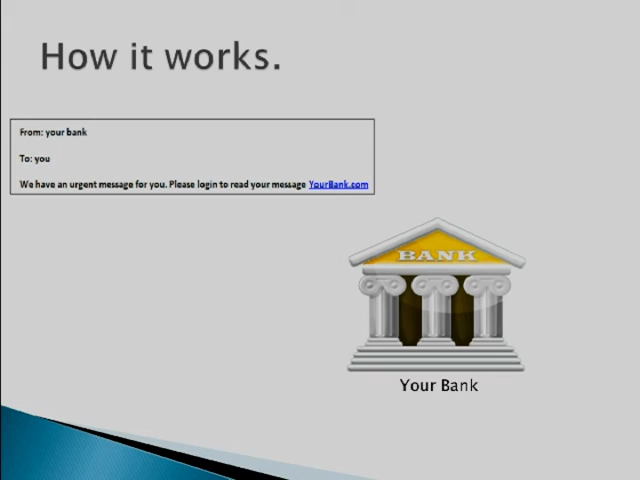 How it works.
From: your bank
To: you
We have an urgent message for you. Please login to read your message YourBank.com
BANK
Your Bank